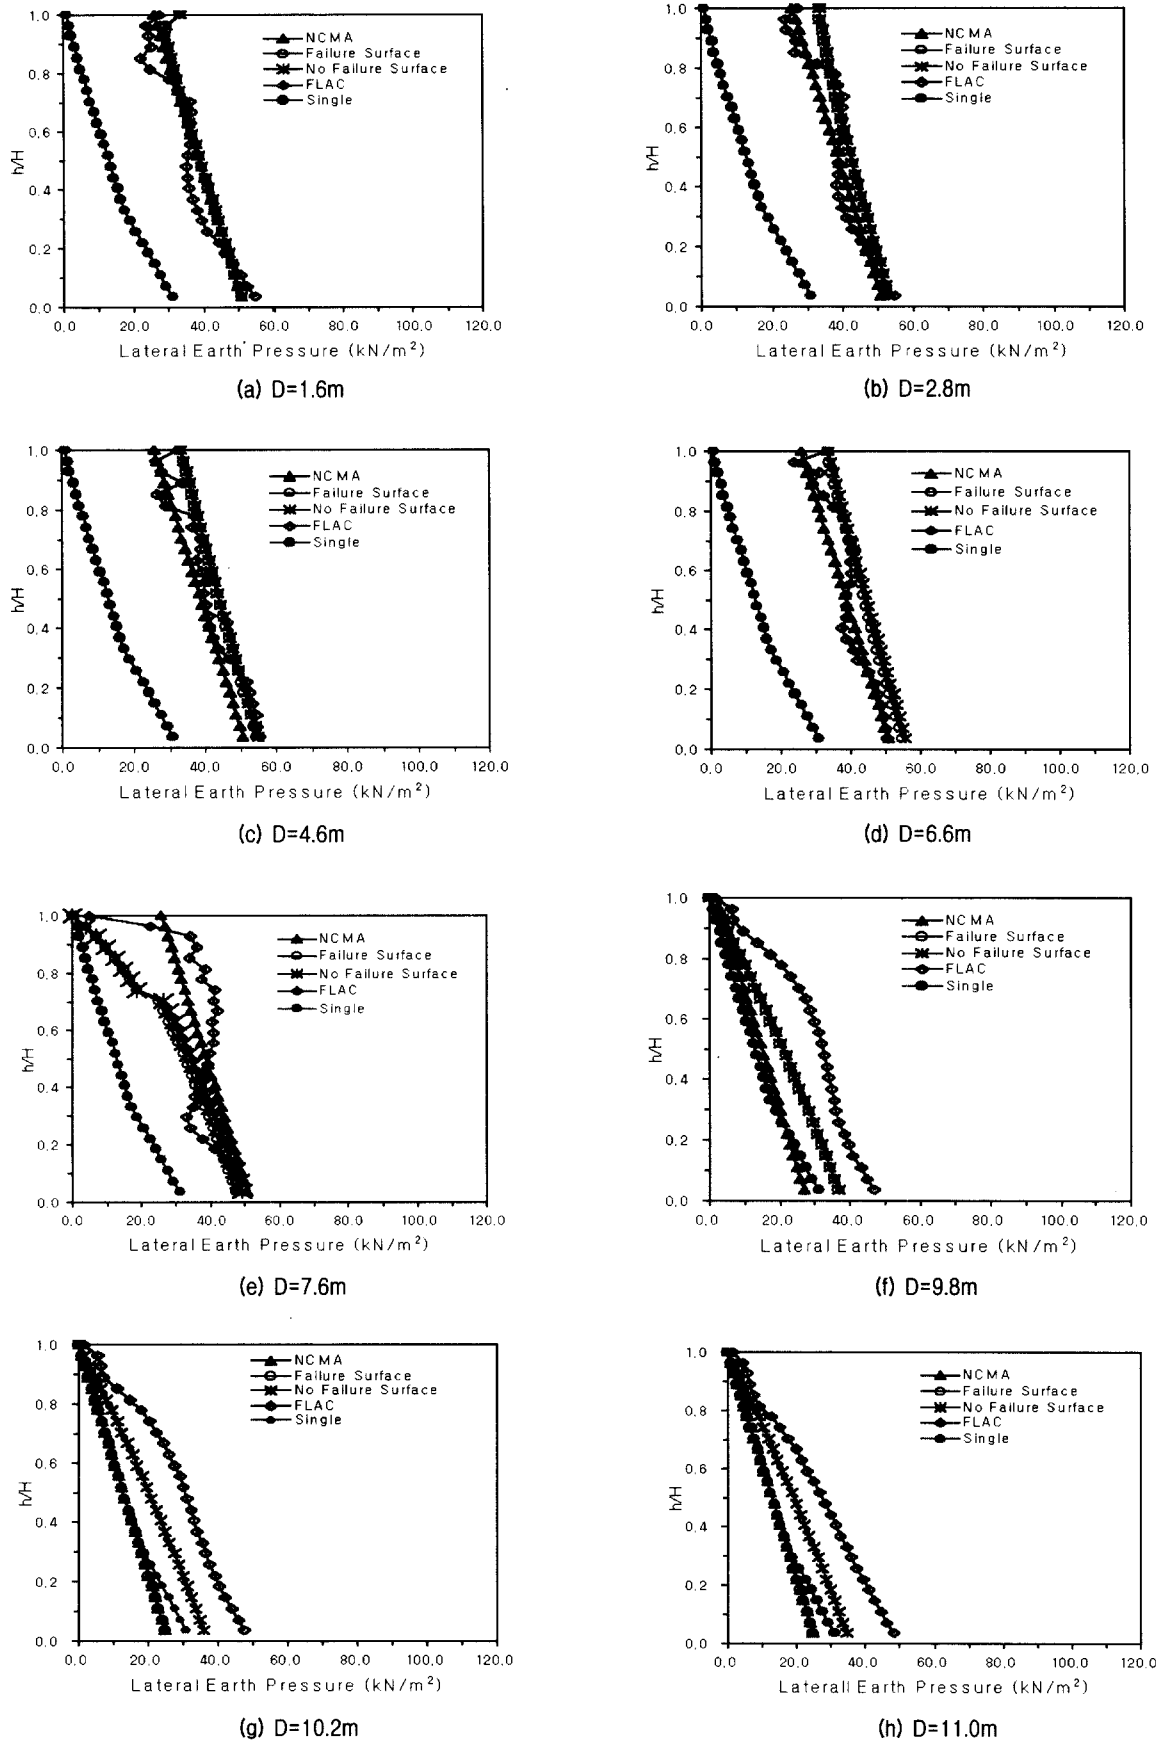 1.0
0.8
0.6
0.4
0.2
0.0
h/H
NCMA
Failure Surface
No Failure Surface
FLAC
Single
0.0 20.0 40.0 60.0 80.0 100.0 120.0
Lateral Earth Pressure (kN/m²)
(a) D=1.6m
1.0
0.8
0.6
0.4
0.2
0.0
h/H
NCMA
Failure Surface
No Failure Surface
FLAC
Single
0.0 20.0 40.0 60.0 80.0 100.0 120.0
Lateral Earth Pressure (kN/m²)
(b) D=2.8m
1.0
0.8
0.6
0.4
0.2
0.0
h/H
NCMA
Failure Surface
No Failure Surface
FLAC
Single
0.0 20.0 40.0 60.0 80.0 100.0 120.0
Lateral Earth Pressure (kN/m²)
(c) D=4.6m
1.0
0.8
0.6
0.4
0.2
0.0
h/H
NCMA
Failure Surface
No Failure Surface
FLAC
Single
0.0 20.0 40.0 60.0 80.0 100.0 120.0
Lateral Earth Pressure (kN/m²)
(d) D=6.6m
1.0
0.8
0.6
0.4
0.2
0.0
h/H
NCMA
Failure Surface
No Failure Surface
FLAC
Single
0.0 20.0 40.0 60.0 80.0 100.0 120.0
Lateral Earth Pressure (kN/m²)
(e) D=7.6m
1.0
0.8
0.6
0.4
0.2
0.0
h/H
NCMA
Failure Surface
No Failure Surface
FLAC
Single
0.0 20.0 40.0 60.0 80.0 100.0 120.0
Lateral Earth Pressure (kN/m²)
(f) D=9.8m
1.0
0.8
0.6
0.4
0.2
0.0
h/H
NCMA
Failure Surface
No Failure Surface
FLAC
Single
0.0 20.0 40.0 60.0 80.0 100.0 120.0
Lateral Earth Pressure (kN/m²)
(g) D=10.2m
1.0
0.8
0.6
0.4
0.2
0.0
h/H
NCMA
Failure Surface
No Failure Surface
FLAC
Single
0.0 20.0 40.0 60.0 80.0 100.0 120.0
Laterall Earth Pressure (kN/m²)
(h) D=11.0m